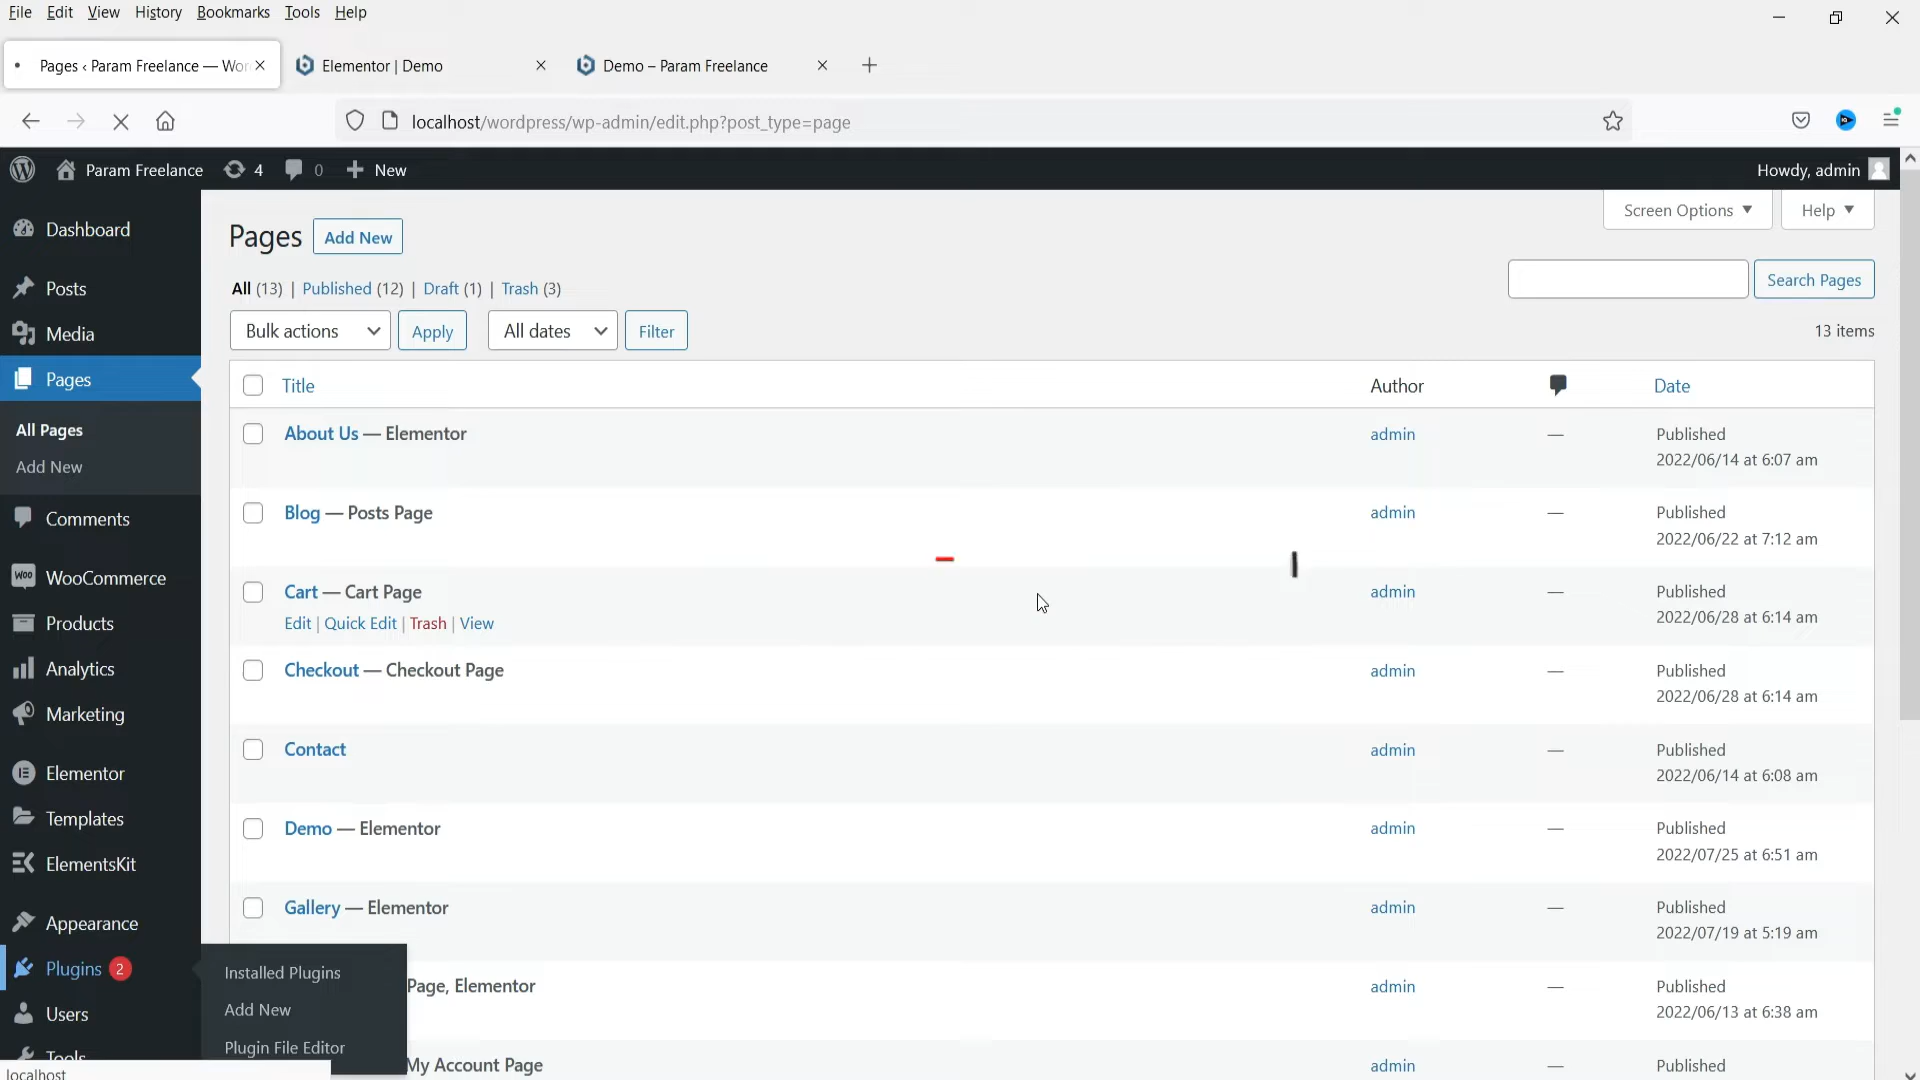 File Edit View History Bookmarks Tools Help
Pages ‹ Param Freelance — Wor Elementor | Demo Demo – Param Freelance
localhost/wordpress/wp-admin/edit.php?post_type=page
Param Freelance 4 0 New Howdy, admin
Screen Options Help
Dashboard
Posts
Media
Pages
All Pages
Add New
Comments
WooCommerce
Products
Analytics
Marketing
Elementor
Templates
ElementsKit
Appearance
Plugins 2
Users
Tools
Installed Plugins
Add New
Plugin File Editor
localhost
Pages Add New
All (13) | Published (12) | Draft (1) | Trash (3)
Search Pages
Bulk actions Apply All dates Filter 13 items
Title Author Date
About Us — Elementor admin — Published
2022/06/14 at 6:07 am
Blog — Posts Page admin — Published
2022/06/22 at 7:12 am
Cart — Cart Page admin — Published
2022/06/28 at 6:14 am
Edit | Quick Edit | Trash | View
Checkout — Checkout Page admin — Published
2022/06/28 at 6:14 am
Contact admin — Published
2022/06/14 at 6:08 am
Demo — Elementor admin — Published
2022/07/25 at 6:51 am
Gallery — Elementor admin — Published
2022/07/19 at 5:19 am
Page, Elementor admin — Published
2022/06/13 at 6:38 am
My Account Page admin — Published